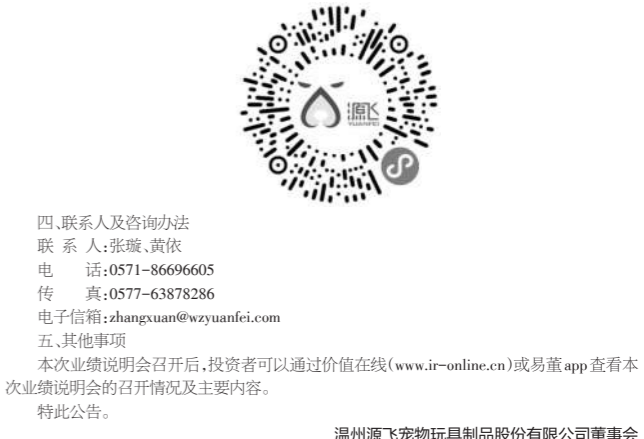 源飞
YUANFEI
四、联系人及咨询办法
联 系 人:张璇、黄依
电 话:0571-86696605
传 真:0577-63878286
电子信箱:zhangxuan@wzyuanfei.com
五、其他事项
本次业绩说明会召开后,投资者可以通过价值在线(www.ir-online.cn)或易董app查看本
次业绩说明会的召开情况及主要内容。
特此公告。
温州源飞宠物玩具制品股份有限公司董事会